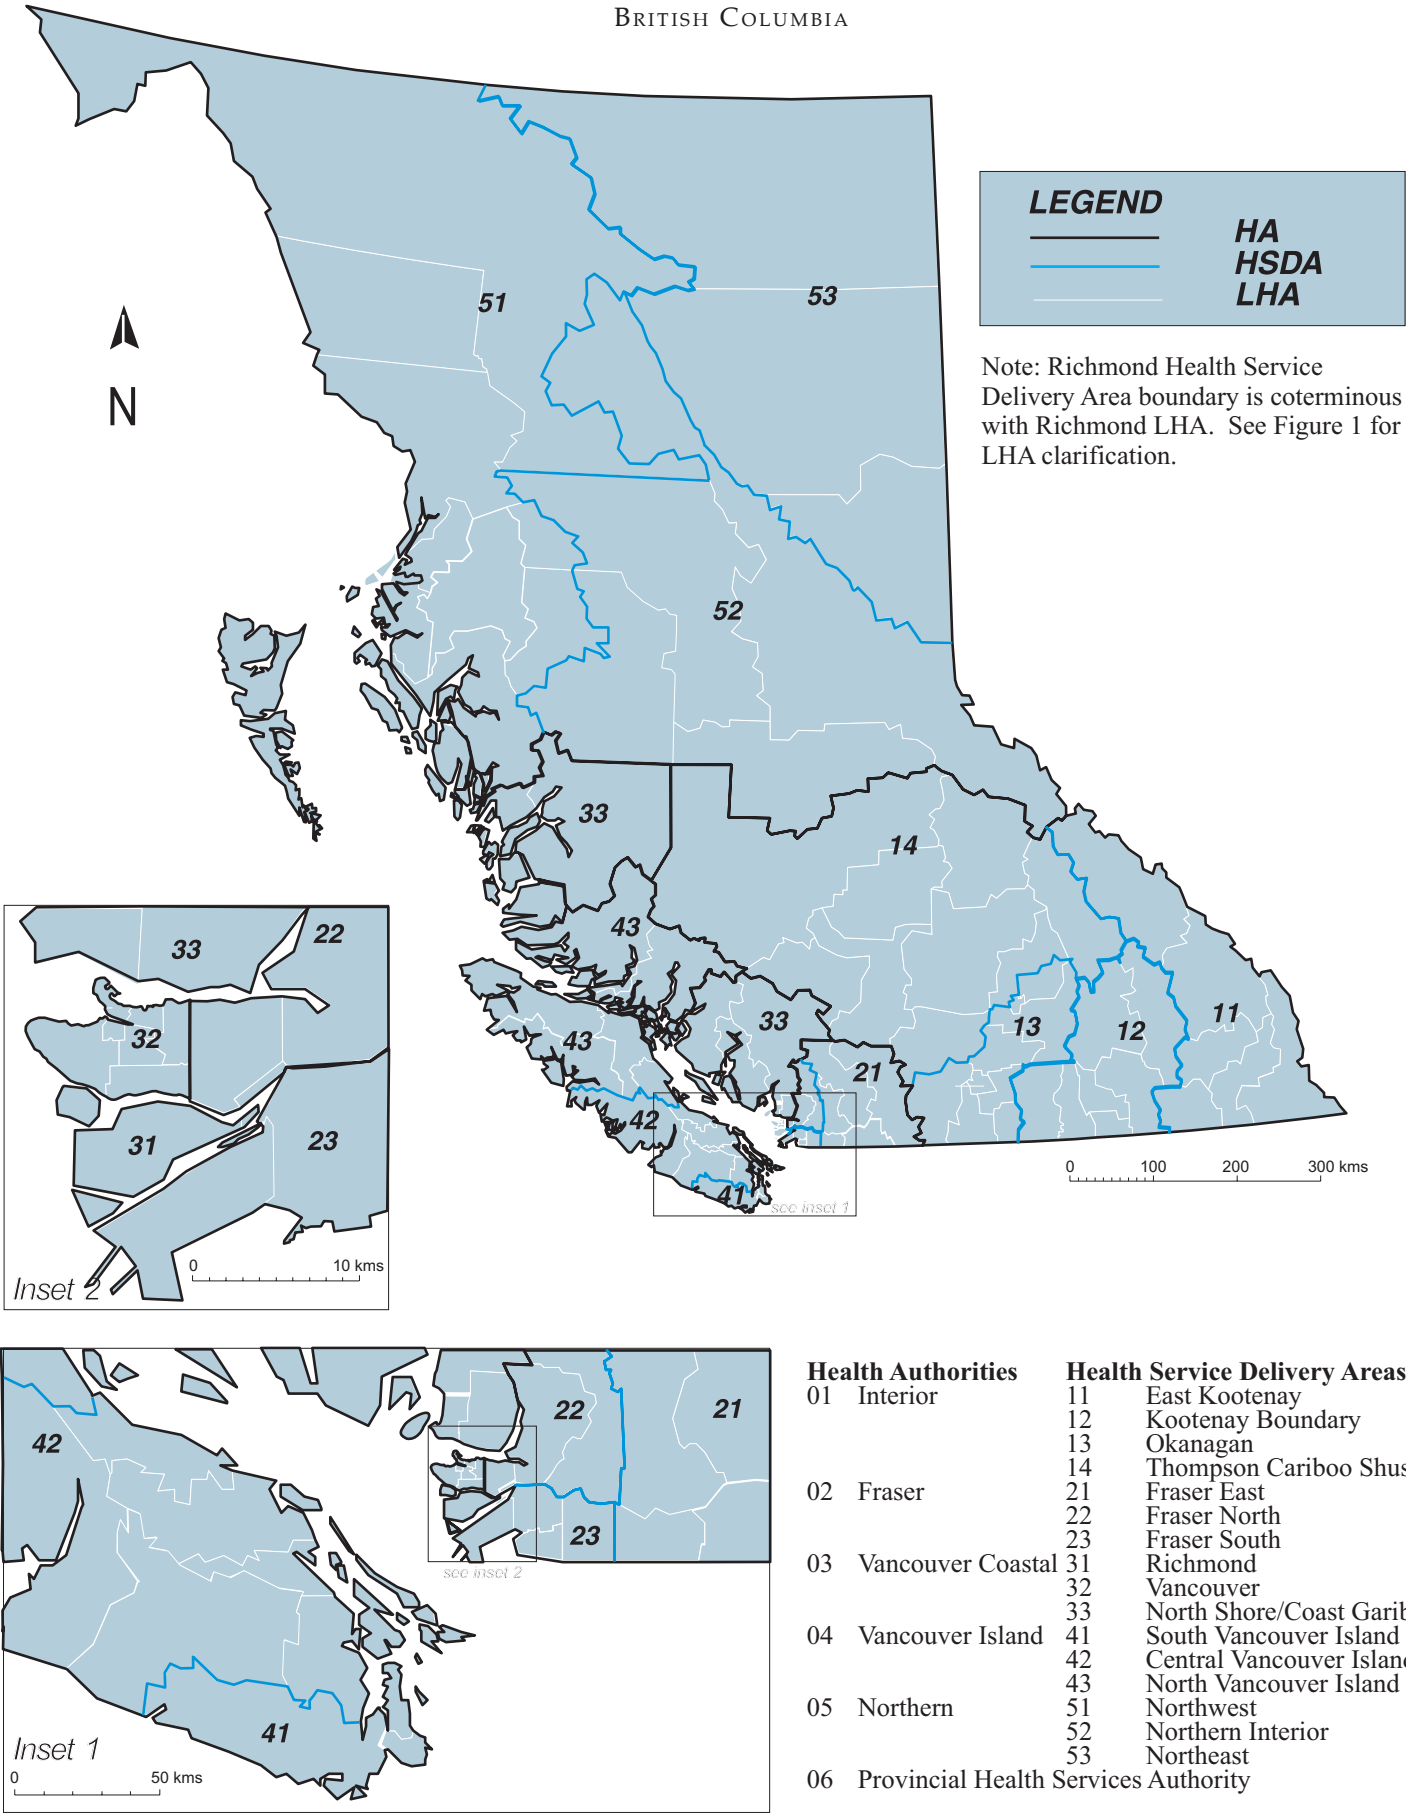 BRITISH COLUMBIA
LEGEND
HA
HSDA
LHA
Note: Richmond Health Service
Delivery Area boundary is coterminous
with Richmond LHA. See Figure 1 for
LHA clarification.
N
51
53
52
33
14
43
33
43
13
12
11
21
42
41
see inset 1
0 100 200 300 kms
33
22
32
31
23
0 10 kms
Inset 2
42
22
21
23
see inset 2
41
Inset 1
0 50 kms
Health Authorities Health Service Delivery Areas
01 Interior 11 East Kootenay
12 Kootenay Boundary
13 Okanagan
14 Thompson Cariboo Shus
02 Fraser 21 Fraser East
22 Fraser North
23 Fraser South
03 Vancouver Coastal 31 Richmond
32 Vancouver
33 North Shore/Coast Garib
04 Vancouver Island 41 South Vancouver Island
42 Central Vancouver Island
43 North Vancouver Island
05 Northern 51 Northwest
52 Northern Interior
53 Northeast
06 Provincial Health Services Authority